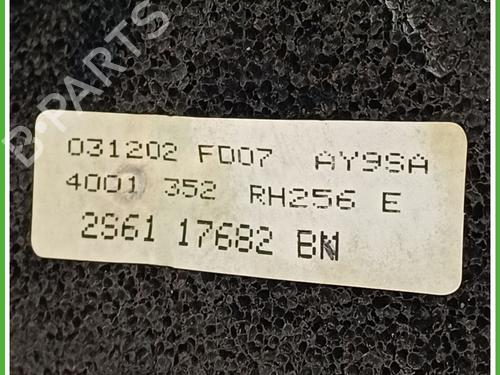 031202 FD07 AY9SA
4001 352 RH256 E
2S61 17682 BN
B-PARTS